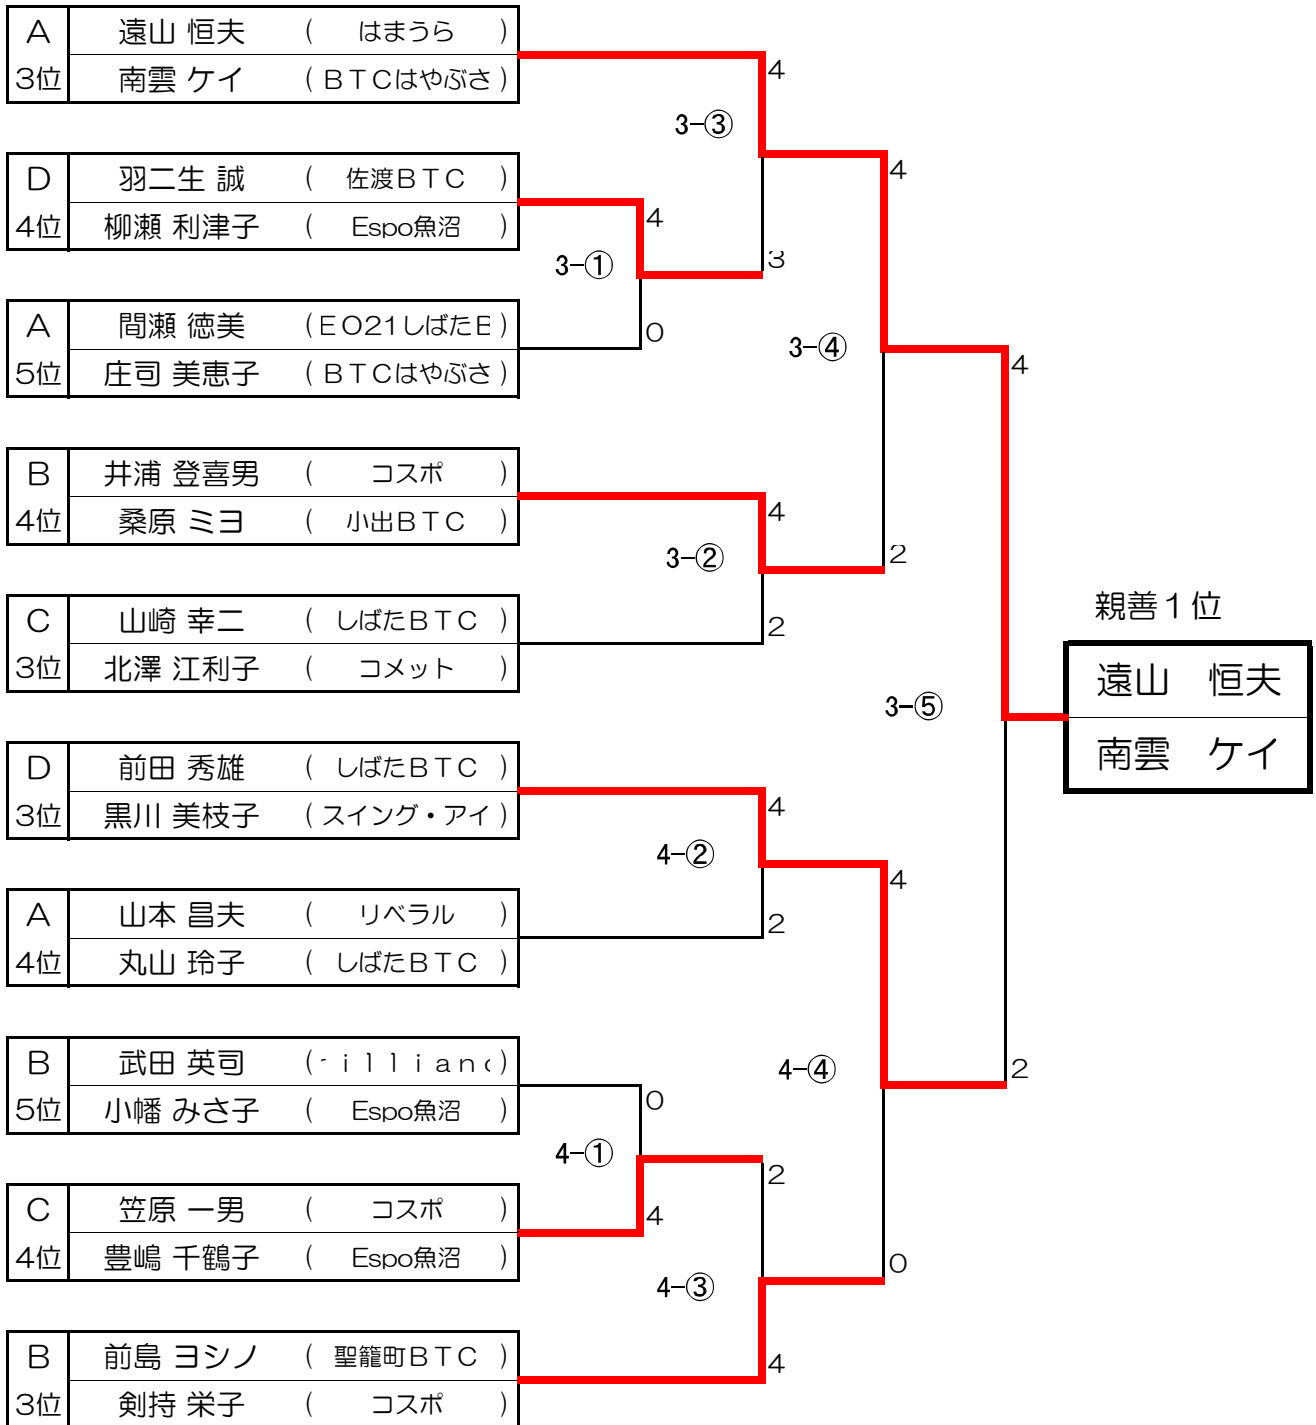 A 遠山 恒夫 ( はまうら )
3位 南雲 ケイ ( BTCはやぶさ )
4
3-③
4
D 羽二生 誠 ( 佐渡BTC )
4位 柳瀬 利津子 ( Espo魚沼 )
4
3-①
3
A 間瀬 徳美 (EO21しばたE)
5位 庄司 美恵子 ( BTCはやぶさ )
0
3-④
4
B 井浦 登喜男 ( コスポ )
4位 桑原 ミヨ ( 小出BTC )
4
3-②
2
C 山崎 幸二 ( しばたBTC )
3位 北澤 江利子 ( コメット )
2
親善1位
遠山 恒夫
南雲 ケイ
3-⑤
D 前田 秀雄 ( しばたBTC )
3位 黒川 美枝子 ( スイング・アイ )
4
4-②
4
A 山本 昌夫 ( リベラル )
4位 丸山 玲子 ( しばたBTC )
2
B 武田 英司 (rillianc)
5位 小幡 みさ子 ( Espo魚沼 )
0
4-④
2
4-①
2
C 笠原 一男 ( コスポ )
4位 豊嶋 千鶴子 ( Espo魚沼 )
4
4-③
0
B 前島 ヨシノ ( 聖籠町BTC )
3位 剣持 栄子 ( コスポ )
4